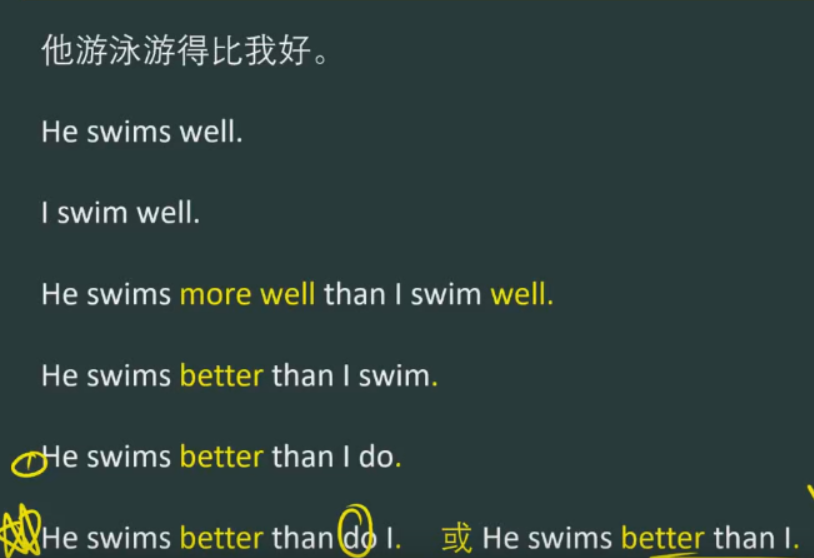 他游泳游得比我好。
He swims well.
I swim well.
He swims more well than I swim well.
He swims better than I swim.
He swims better than I do.
He swims better than do I. 或 He swims better than I.